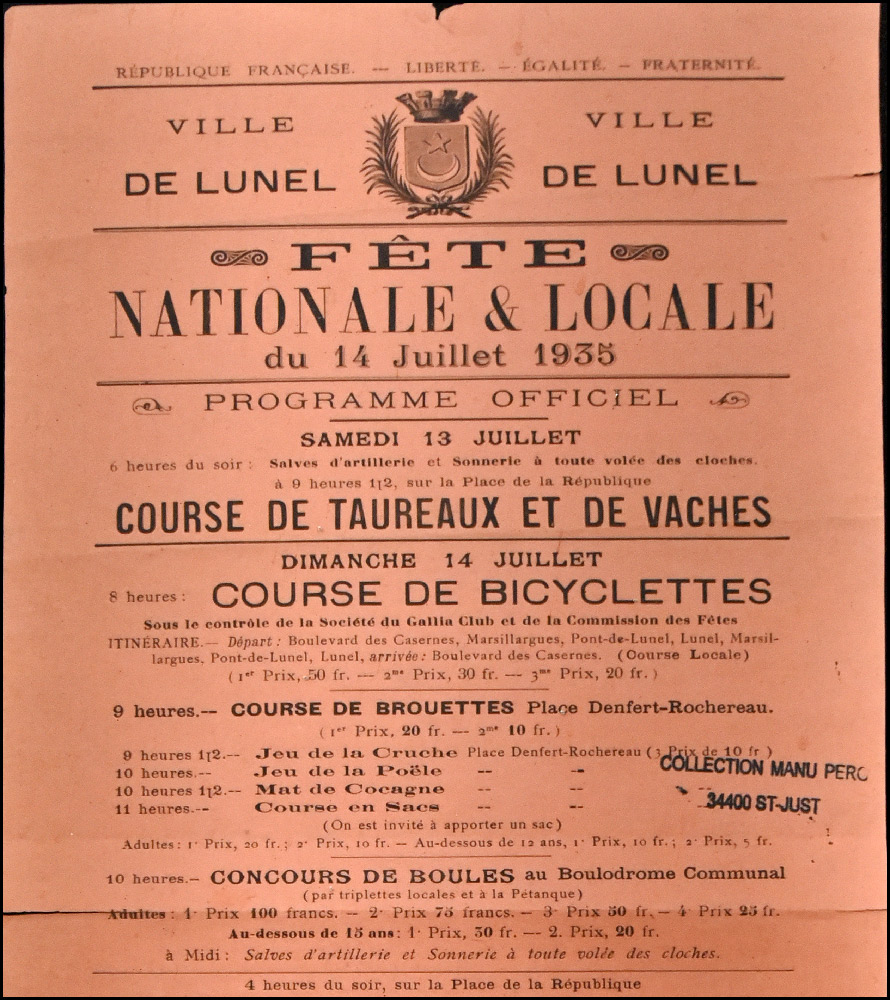 RÉPUBLIQUE FRANÇAISE. — LIBERTÉ. — ÉGALITÉ. — FRATERNITÉ.
VILLE
DE LUNEL
VILLE
DE LUNEL
FÊTE
NATIONALE & LOCALE
du 14 Juillet 1935
PROGRAMME OFFICIEL
SAMEDI 13 JUILLET
6 heures du soir : Salves d'artillerie et Sonnerie à toute volée des cloches.
à 9 heures 1|2, sur la Place de la République
COURSE DE TAUREAUX ET DE VACHES
DIMANCHE 14 JUILLET
8 heures : COURSE DE BICYCLETTES
Sous le contrôle de la Société du Gallia Club et de la Commission des Fêtes
ITINÉRAIRE.— Départ : Boulevard des Casernes, Marsillargues, Pont-de-Lunel, Lunel, Marsil-
largues, Pont-de-Lunel, Lunel, arrivée : Boulevard des Casernes. (Course Locale)
(1er Prix, 50 fr. — 2me Prix, 30 fr. — 3me Prix, 20 fr.)
9 heures.-- COURSE DE BROUETTES Place Denfert-Rochereau.
(1er Prix, 20 fr. — 2me 10 fr.)
9 heures 1|2.-- Jeu de la Cruche Place Denfert-Rochereau (3 Prix de 10 fr)
10 heures.-- Jeu de la Poële -- --
10 heures 1|2.-- Mat de Cocagne -- --
11 heures.-- Course en Sacs -- --
(On est invité à apporter un sac)
Adultes : 1· Prix, 20 fr. ; 2· Prix, 10 fr. — Au-dessous de 12 ans, 1· Prix, 10 fr. ; 2· Prix, 5 fr.
COLLECTION MANU PERC
34400 ST-JUST
10 heures.— CONCOURS DE BOULES au Boulodrome Communal
(par triplettes locales et à la Pétanque)
Adultes : 1· Prix 100 francs. — 2· Prix 75 francs. — 3· Prix 50 fr. — 4· Prix 25 fr.
Au-dessous de 15 ans : 1· Prix, 30 fr. — 2. Prix, 20 fr.
à Midi : Salves d'artillerie et Sonnerie à toute volée des cloches.
4 heures du soir, sur la Place de la République